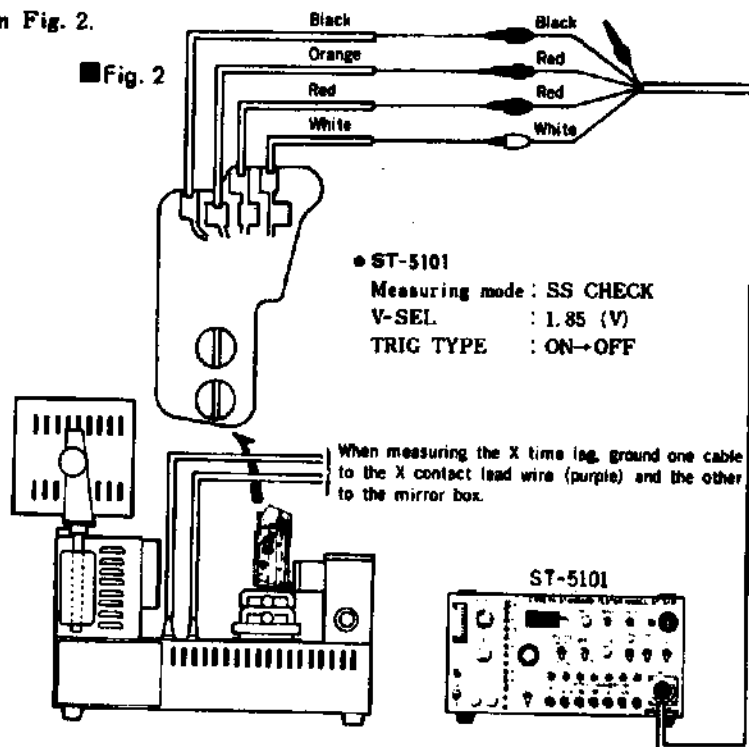 n Fig. 2.
■Fig. 2
Black Black
Orange Red
Red Red
White White
● ST-5101
Measuring mode : SS CHECK
V-SEL : 1.85 (V)
TRIG TYPE : ON→OFF
When measuring the X time lag, ground one cable
to the X contact lead wire (purple) and the other
to the mirror box.
ST-5101